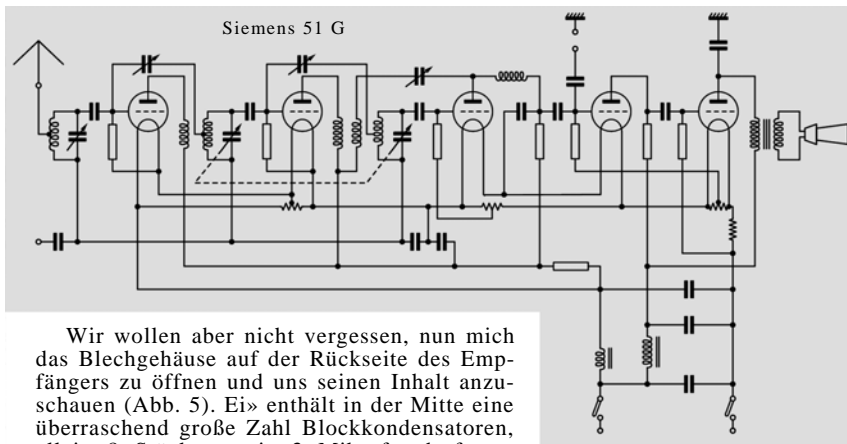 Siemens 51 G
Wir wollen aber nicht vergessen, nun mich
das Blechgehäuse auf der Rückseite des Emp-
fängers zu öffnen und uns seinen Inhalt anzu-
schauen (Abb. 5). Ei» enthält in der Mitte eine
überraschend große Zahl Blockkondensatoren,